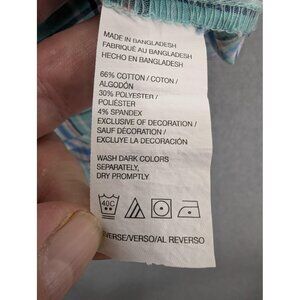 MADE IN BANGLADESH
FABRIQUÉ AU BANGLADESH
HECHO EN BANGLADESH
66% COTTON / COTON /
ALGODÓN
30% POLYESTER /
POLIÉSTER
4% SPANDEX
EXCLUSIVE OF DECORATION /
SAUF DÉCORATION /
EXCLUYE LA DECORACIÓN
WASH DARK COLORS
SEPARATELY,
DRY PROMPTLY
40C
VERSE/VERSO/AL REVERSO